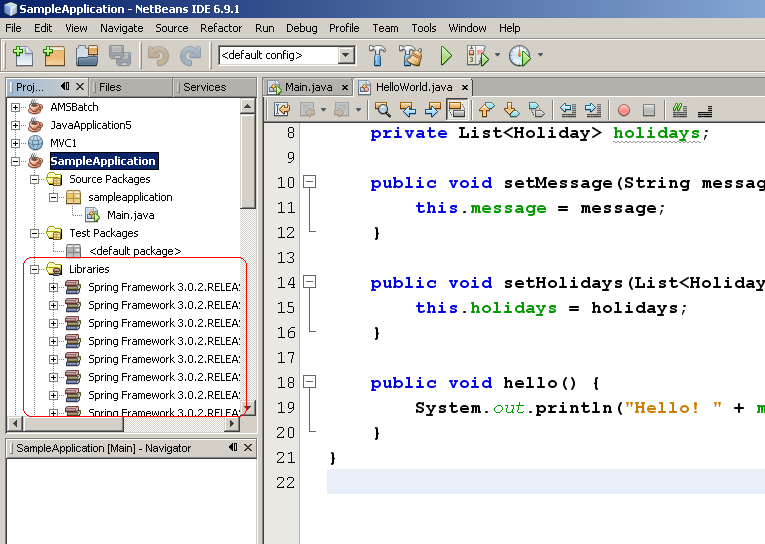 SampleApplication - NetBeans IDE 6.9.1
File Edit View Navigate Source Refactor Run Debug Profile Team Tools Window Help
<default config>
Proj... Files Services
AMSBatch
JavaApplication5
MVC1
SampleApplication
Source Packages
sampleapplication
Main.java
Test Packages
<default package>
Libraries
Spring Framework 3.0.2.RELEA
Spring Framework 3.0.2.RELEA
Spring Framework 3.0.2.RELEA
Spring Framework 3.0.2.RELEA
Spring Framework 3.0.2.RELEA
Spring Framework 3.0.2.RELEA
Spring Framework 3.0.2.RELEA
Spring Framework 3.0.2.RELEA
SampleApplication [Main] - Navigator
Main.java HelloWorld.java
8 private List<Holiday> holidays;
9
10 public void setMessage(String messag
11 this.message = message;
12 }
13
14 public void setHolidays(List<Holiday
15 this.holidays = holidays;
16 }
17
18 public void hello() {
19 System.out.println("Hello! " + m
20 }
21 }
22